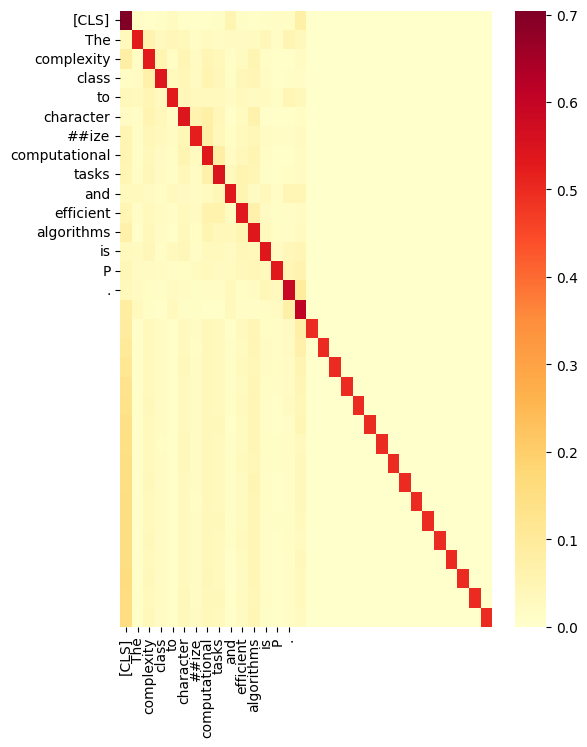 [CLS]
The
complexity
class
to
character
##ize
computational
tasks
and
efficient
algorithms
is
P
.
0.7
0.6
0.5
0.4
0.3
0.2
0.1
0.0
[CLS]
The
complexity
class
to
character
##ize
computational
tasks
and
efficient
algorithms
is
P
.